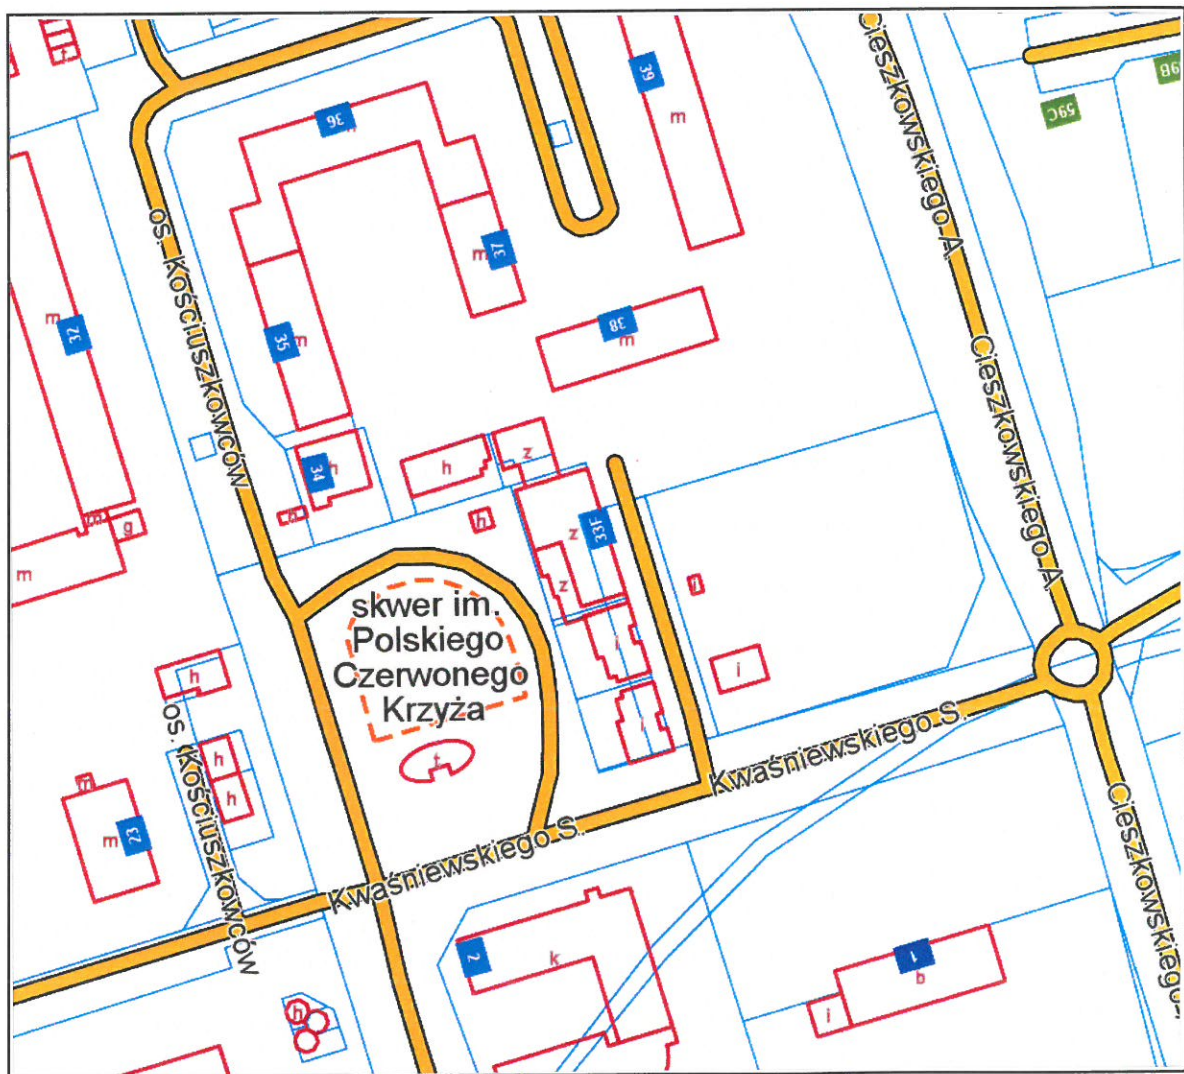 t
Cieszkowskiego A.
39
m
59C
36
os. Kościuszkowców
37
m
32
m
35
m
38
m
Cieszkowskiego A.
34
h
h
z
33F
z
z
h
g
m
skwer im.
Polskiego
Czerwonego
Krzyża
i
i
i
h
os. Kościuszkowców
h
h
t
m
m
23
Kwaśniewskiego S.
Kwaśniewskiego S.
Cieszkowskiego
2
k
1
b
i
h